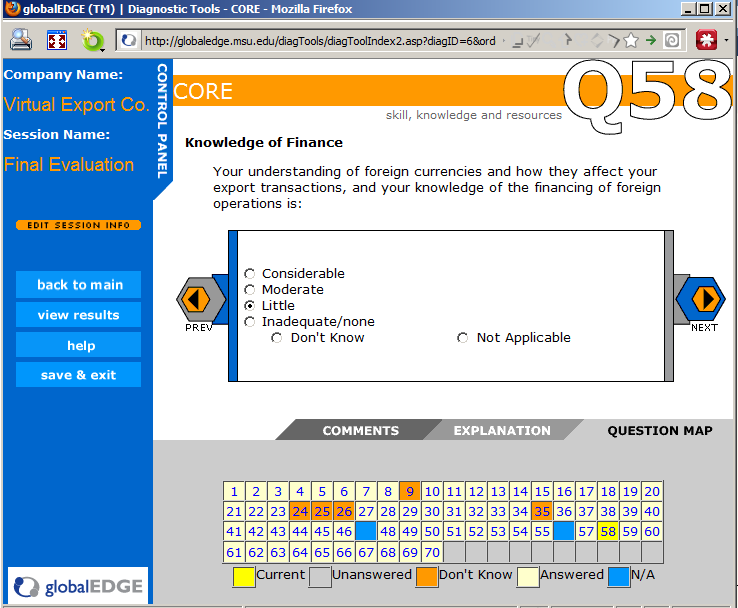 globalEDGE (TM) | Diagnostic Tools - CORE - Mozilla Firefox
http://globaledge.msu.edu/diagTools/diagToolIndex2.asp?diagID=6&ord
Company Name:
Virtual Export Co.
Session Name:
Final Evaluation
EDIT SESSION INFO
back to main
view results
help
save & exit
globalEDGE
CONTROL PANEL
CORE
Q58
skill, knowledge and resources
Knowledge of Finance
Your understanding of foreign currencies and how they affect your
export transactions, and your knowledge of the financing of foreign
operations is:
Considerable
Moderate
Little
Inadequate/none
Don't Know Not Applicable
PREV
NEXT
COMMENTS EXPLANATION QUESTION MAP
1 2 3 4 5 6 7 8 9 10 11 12 13 14 15 16 17 18 19 20
21 22 23 24 25 26 27 28 29 30 31 32 33 34 35 36 37 38 39 40
41 42 43 44 45 46 48 49 50 51 52 53 54 55 57 58 59 60
61 62 63 64 65 66 67 68 69 70
Current Unanswered Don't Know Answered N/A